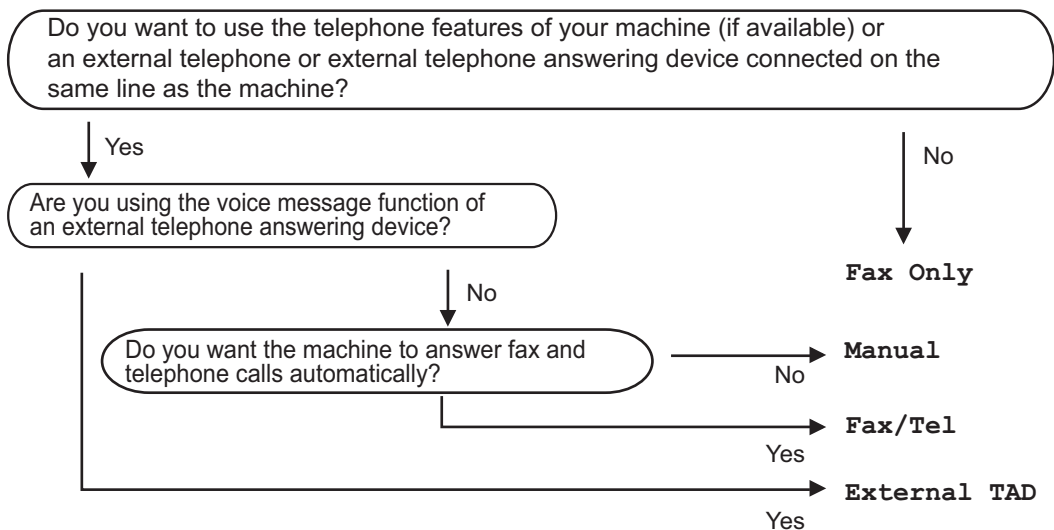 Do you want to use the telephone features of your machine (if available) or
an external telephone or external telephone answering device connected on the
same line as the machine?
Yes
No
Are you using the voice message function of
an external telephone answering device?
Fax Only
No
Do you want the machine to answer fax and
telephone calls automatically?
Manual
No
Fax/Tel
Yes
External TAD
Yes